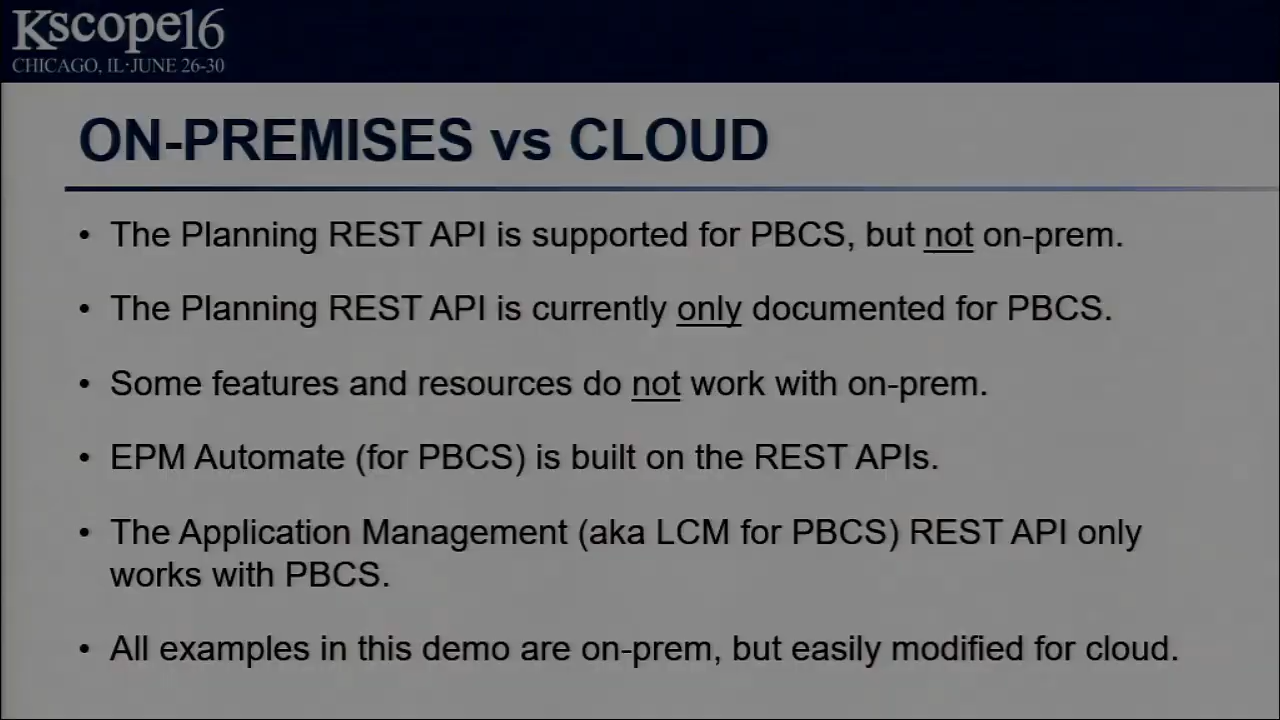 Kscope16
CHICAGO, IL·JUNE 26-30
ON-PREMISES vs CLOUD
• The Planning REST API is supported for PBCS, but not on-prem.
• The Planning REST API is currently only documented for PBCS.
• Some features and resources do not work with on-prem.
• EPM Automate (for PBCS) is built on the REST APIs.
• The Application Management (aka LCM for PBCS) REST API only
works with PBCS.
• All examples in this demo are on-prem, but easily modified for cloud.